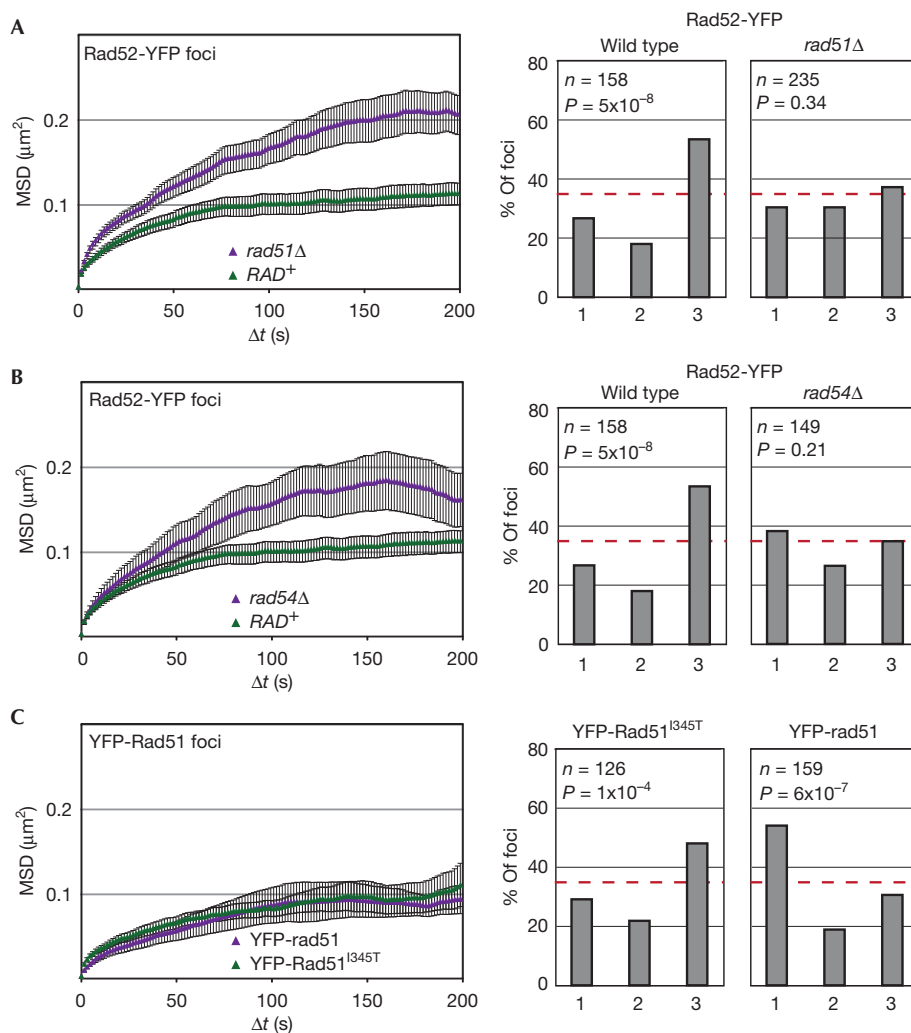 A
Rad52-YFP foci
MSD (μm²)
0.2
0.1
rad51Δ
RAD⁺
0 50 100 150 200
Δt (s)
Rad52-YFP
Wild type
rad51Δ
n = 158
P = 5x10⁻⁸
n = 235
P = 0.34
% Of foci
80
60
40
20
0
1 2 3
1 2 3
B
Rad52-YFP foci
MSD (μm²)
0.2
0.1
rad54Δ
RAD⁺
0 50 100 150 200
Δt (s)
Rad52-YFP
Wild type
rad54Δ
n = 158
P = 5x10⁻⁸
n = 149
P = 0.21
% Of foci
80
60
40
20
0
1 2 3
1 2 3
C
YFP-Rad51 foci
MSD (μm²)
0.2
0.1
YFP-rad51
YFP-Rad51ᴵ³⁴⁵ᵀ
0 50 100 150 200
Δt (s)
YFP-Rad51ᴵ³⁴⁵ᵀ
YFP-rad51
n = 126
P = 1x10⁻⁴
n = 159
P = 6x10⁻⁷
% Of foci
80
60
40
20
0
1 2 3
1 2 3